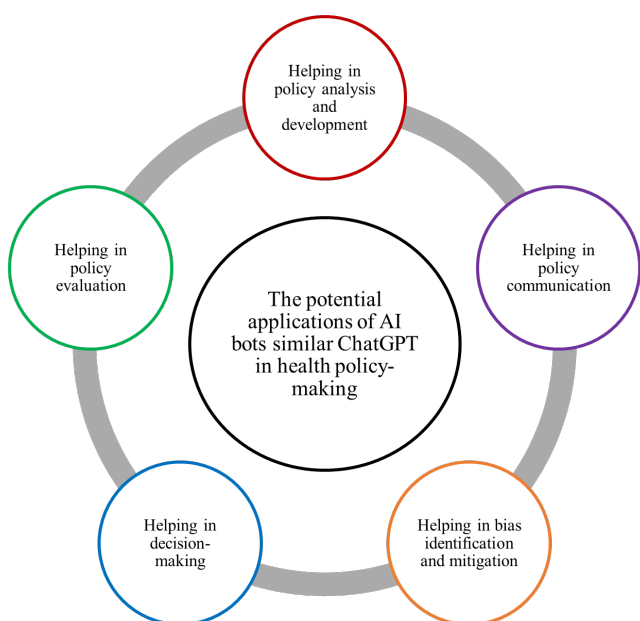 Helping in
policy analysis
and
development
Helping in
policy
communication
Helping in bias
identification
and mitigation
Helping in
decision-
making
Helping in
policy
evaluation
The potential
applications of AI
bots similar ChatGPT
in health policy-
making